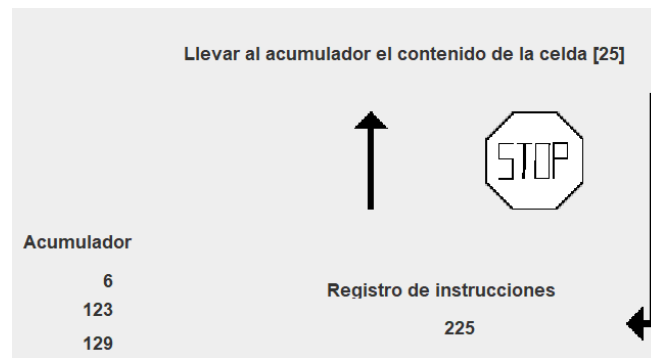 Llevar al acumulador el contenido de la celda [25]
STOP
Acumulador
6
123
129
Registro de instrucciones
225